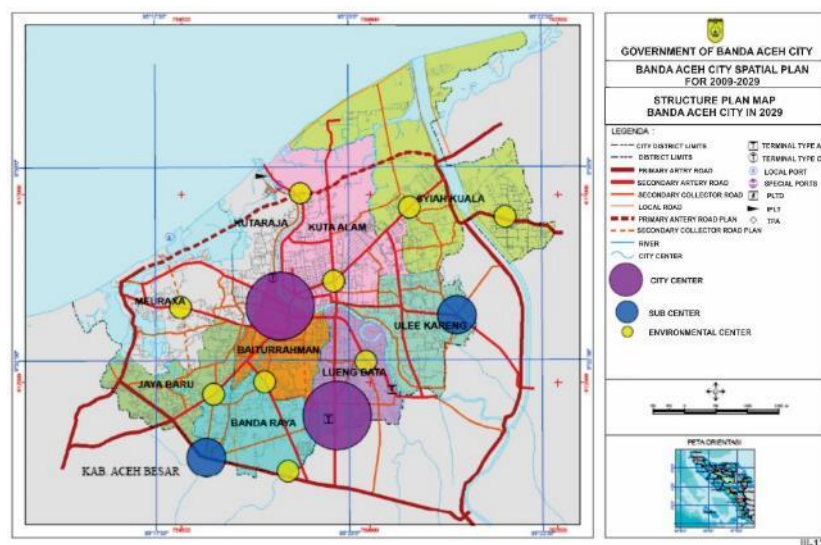 KUTARAJA
KUTA ALAM
SYIAH KUALA
MEURAXA
ULEE KARENG
BAITURRAHMAN
LUENG BATA
JAYA BARU
BANDA RAYA
KAB. ACEH BESAR
GOVERNMENT OF BANDA ACEH CITY
BANDA ACEH CITY SPATIAL PLAN
FOR 2009-2029
STRUCTURE PLAN MAP
BANDA ACEH CITY IN 2029
LEGENDA :
CITY DISTRICT LIMITS
DISTRICT LIMITS
PRIMARY ARTRY ROAD
SECONDARY ARTERY ROAD
SECONDARY COLLECTOR ROAD
LOCAL ROAD
PRIMARY ANTERY ROAD PLAN
SECONDARY COLLECTOR ROAD PLAN
RIVER
CITY CENTER
TERMINAL TYPE A
TERMINAL TYPE C
LOCAL PORT
SPECIAL PORTS
PLTD
IPLT
TPA
CITY CENTER
SUB CENTER
ENVIRONMENTAL CENTER
PETA ORIENTASI